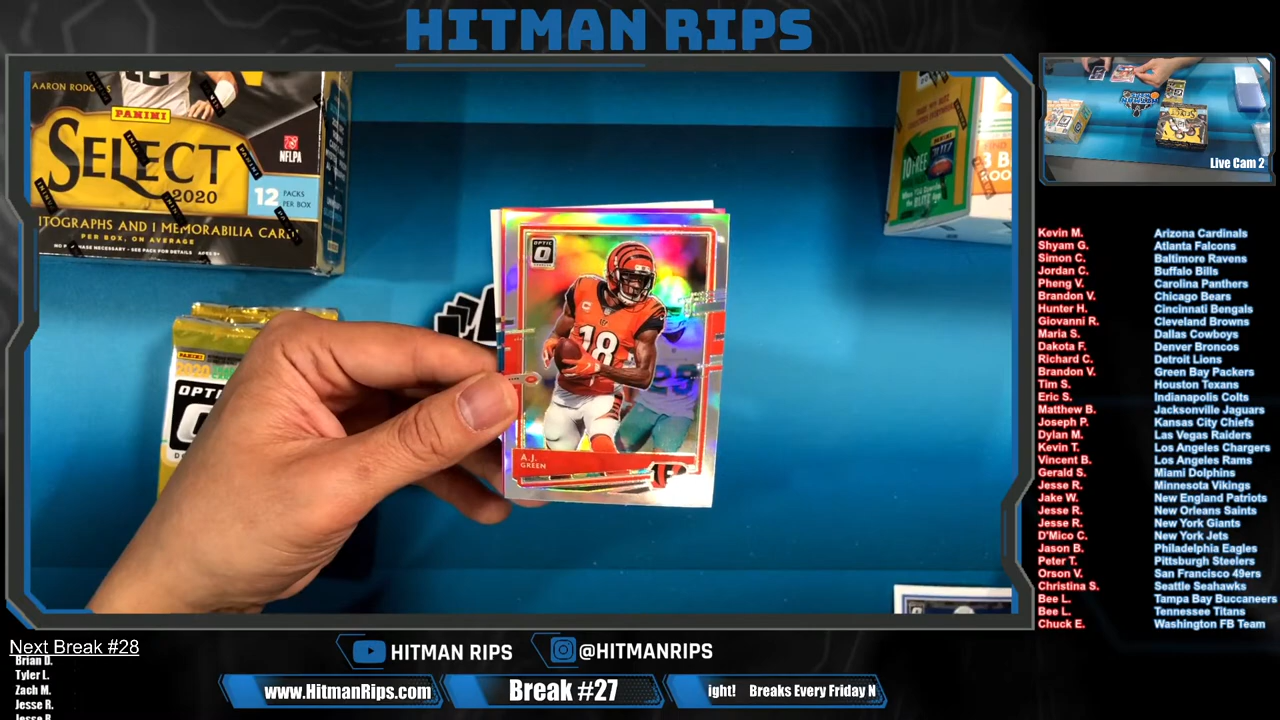 HITMAN RIPS
AARON RODG
PANINI
SELECT
2020
NFLPA
12 PACKS PER BOX
TOGRAPHS AND 1 MEMORABILIA CARD
PER BOX, ON AVERAGE
2020
OPTI
OPTIC
18
A.J.
GREEN
Live Cam 2
Kevin M. Arizona Cardinals
Shyam G. Atlanta Falcons
Simon C. Baltimore Ravens
Jordan C. Buffalo Bills
Pheng V. Carolina Panthers
Brandon V. Chicago Bears
Hunter H. Cincinnati Bengals
Giovanni R. Cleveland Browns
Maria S. Dallas Cowboys
Dakota F. Denver Broncos
Richard C. Detroit Lions
Brandon V. Green Bay Packers
Tim S. Houston Texans
Eric S. Indianapolis Colts
Matthew B. Jacksonville Jaguars
Joseph P. Kansas City Chiefs
Dylan M. Las Vegas Raiders
Kevin T. Los Angeles Chargers
Vincent B. Los Angeles Rams
Gerald S. Miami Dolphins
Jesse R. Minnesota Vikings
Jake W. New England Patriots
Jesse R. New Orleans Saints
Jesse R. New York Giants
D'Mico C. New York Jets
Jason B. Philadelphia Eagles
Peter T. Pittsburgh Steelers
Orson V. San Francisco 49ers
Christina S. Seattle Seahawks
Bee L. Tampa Bay Buccaneers
Bee L. Tennessee Titans
Chuck E. Washington FB Team
Next Break #28
Brian D.
Tyler L.
Zach M.
Jesse R.
Jesse R.
HITMAN RIPS
@HITMANRIPS
www.HitmanRips.com
Break #27
ight! Breaks Every Friday N